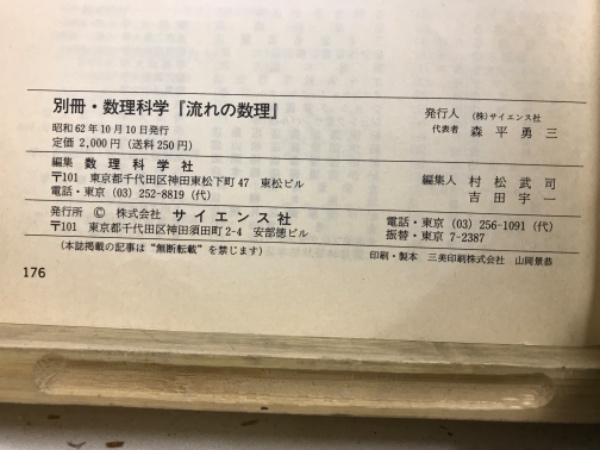 別冊・数理科学『流れの数理』
発行人 (株)サイエンス社
昭和62年10月10日発行
代表者 森平勇三
定価 2,000円(送料250円)
編集 数理科学社
〒101 東京都千代田区神田東松下町47 東松ビル
編集人 村松武司
電話・東京 (03) 252-8819 (代)
吉田宇一
発行所 © 株式会社 サイエンス社
電話・東京 (03) 256-1091 (代)
〒101 東京都千代田区神田須田町2-4 安部徳ビル
振替・東京 7-2387
(本誌掲載の記事は“無断転載”を禁じます)
印刷・製本 三美印刷株式会社 山岡景恭
176